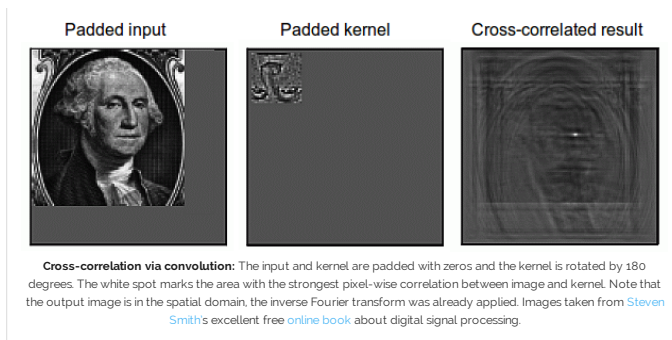 Padded input
Padded kernel
Cross-correlated result
Cross-correlation via convolution: The input and kernel are padded with zeros and the kernel is rotated by 180
degrees. The white spot marks the area with the strongest pixel-wise correlation between image and kernel. Note that
the output image is in the spatial domain, the inverse Fourier transform was already applied. Images taken from Steven
Smith's excellent free online book about digital signal processing.